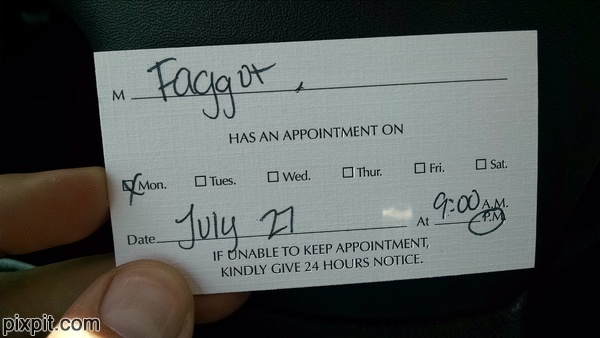 M Faggot,
HAS AN APPOINTMENT ON
Mon. Tues. Wed. Thur. Fri. Sat.
Date July 27 At 9:00 A.M. P.M.
IF UNABLE TO KEEP APPOINTMENT,
KINDLY GIVE 24 HOURS NOTICE.
pixpit.com